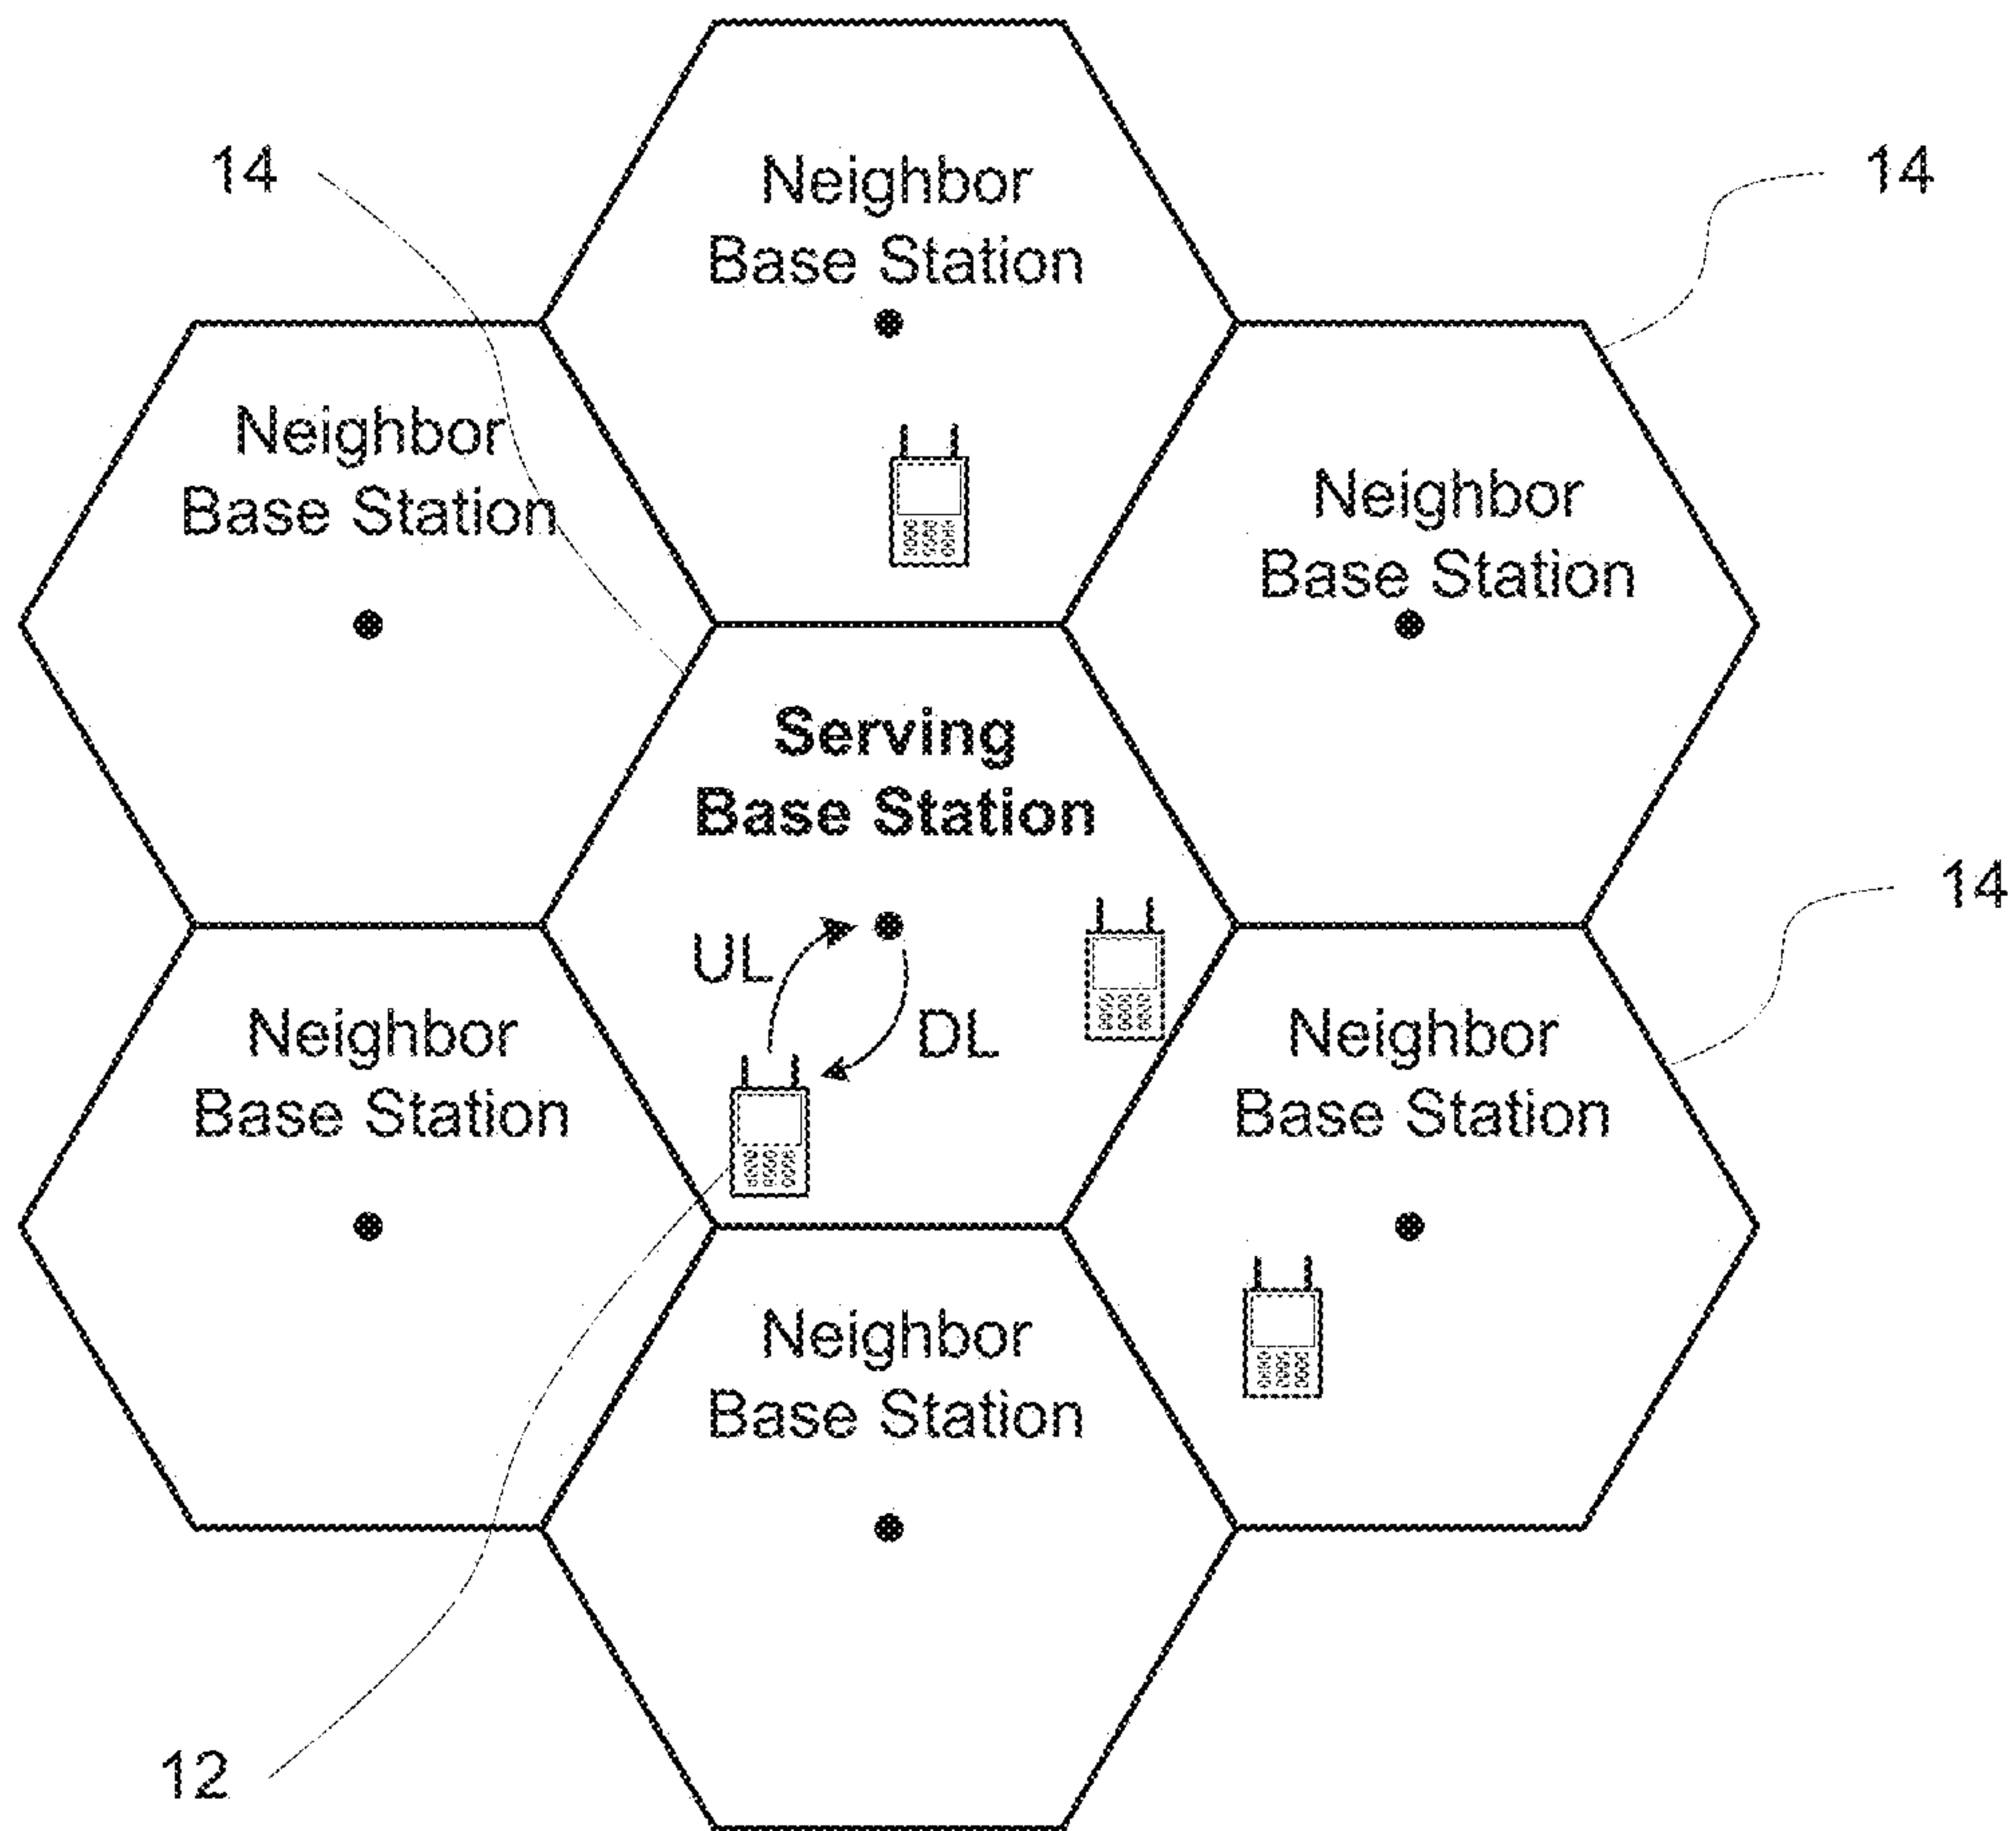 14
Neighbor
Base Station
14
Neighbor
Base Station
Neighbor
Base Station
Serving
Base Station
14
UL
DL
Neighbor
Base Station
Neighbor
Base Station
Neighbor
Base Station
12